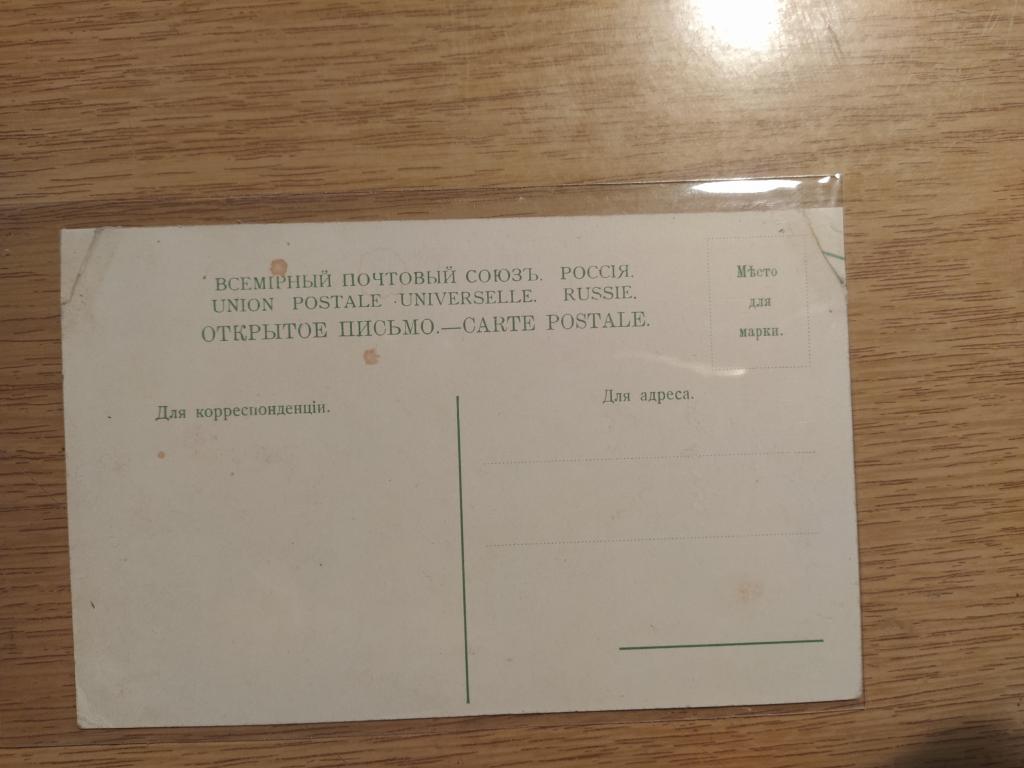 ВСЕМІРНЫЙ ПОЧТОВЫЙ СОЮЗЪ. РОССІЯ.
UNION POSTALE UNIVERSELLE. RUSSIE.
ОТКРЫТОЕ ПИСЬМО.—CARTE POSTALE.
Мѣсто
для
марки.
Для корреспонденціи.
Для адреса.